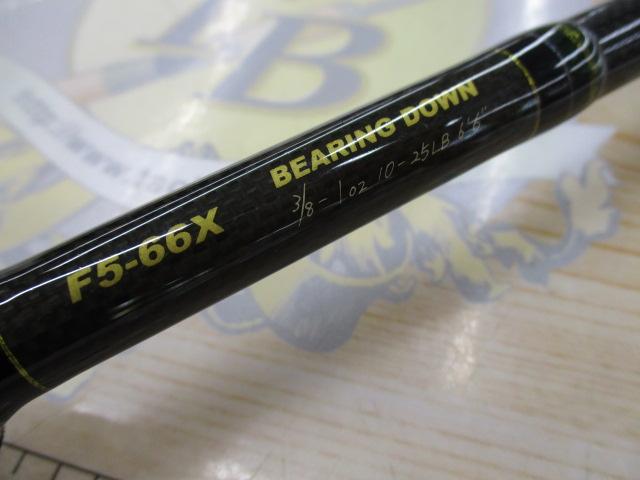 B
BEARING DOWN
3/8-1oz 10-25LB 6'6"
F5-66X